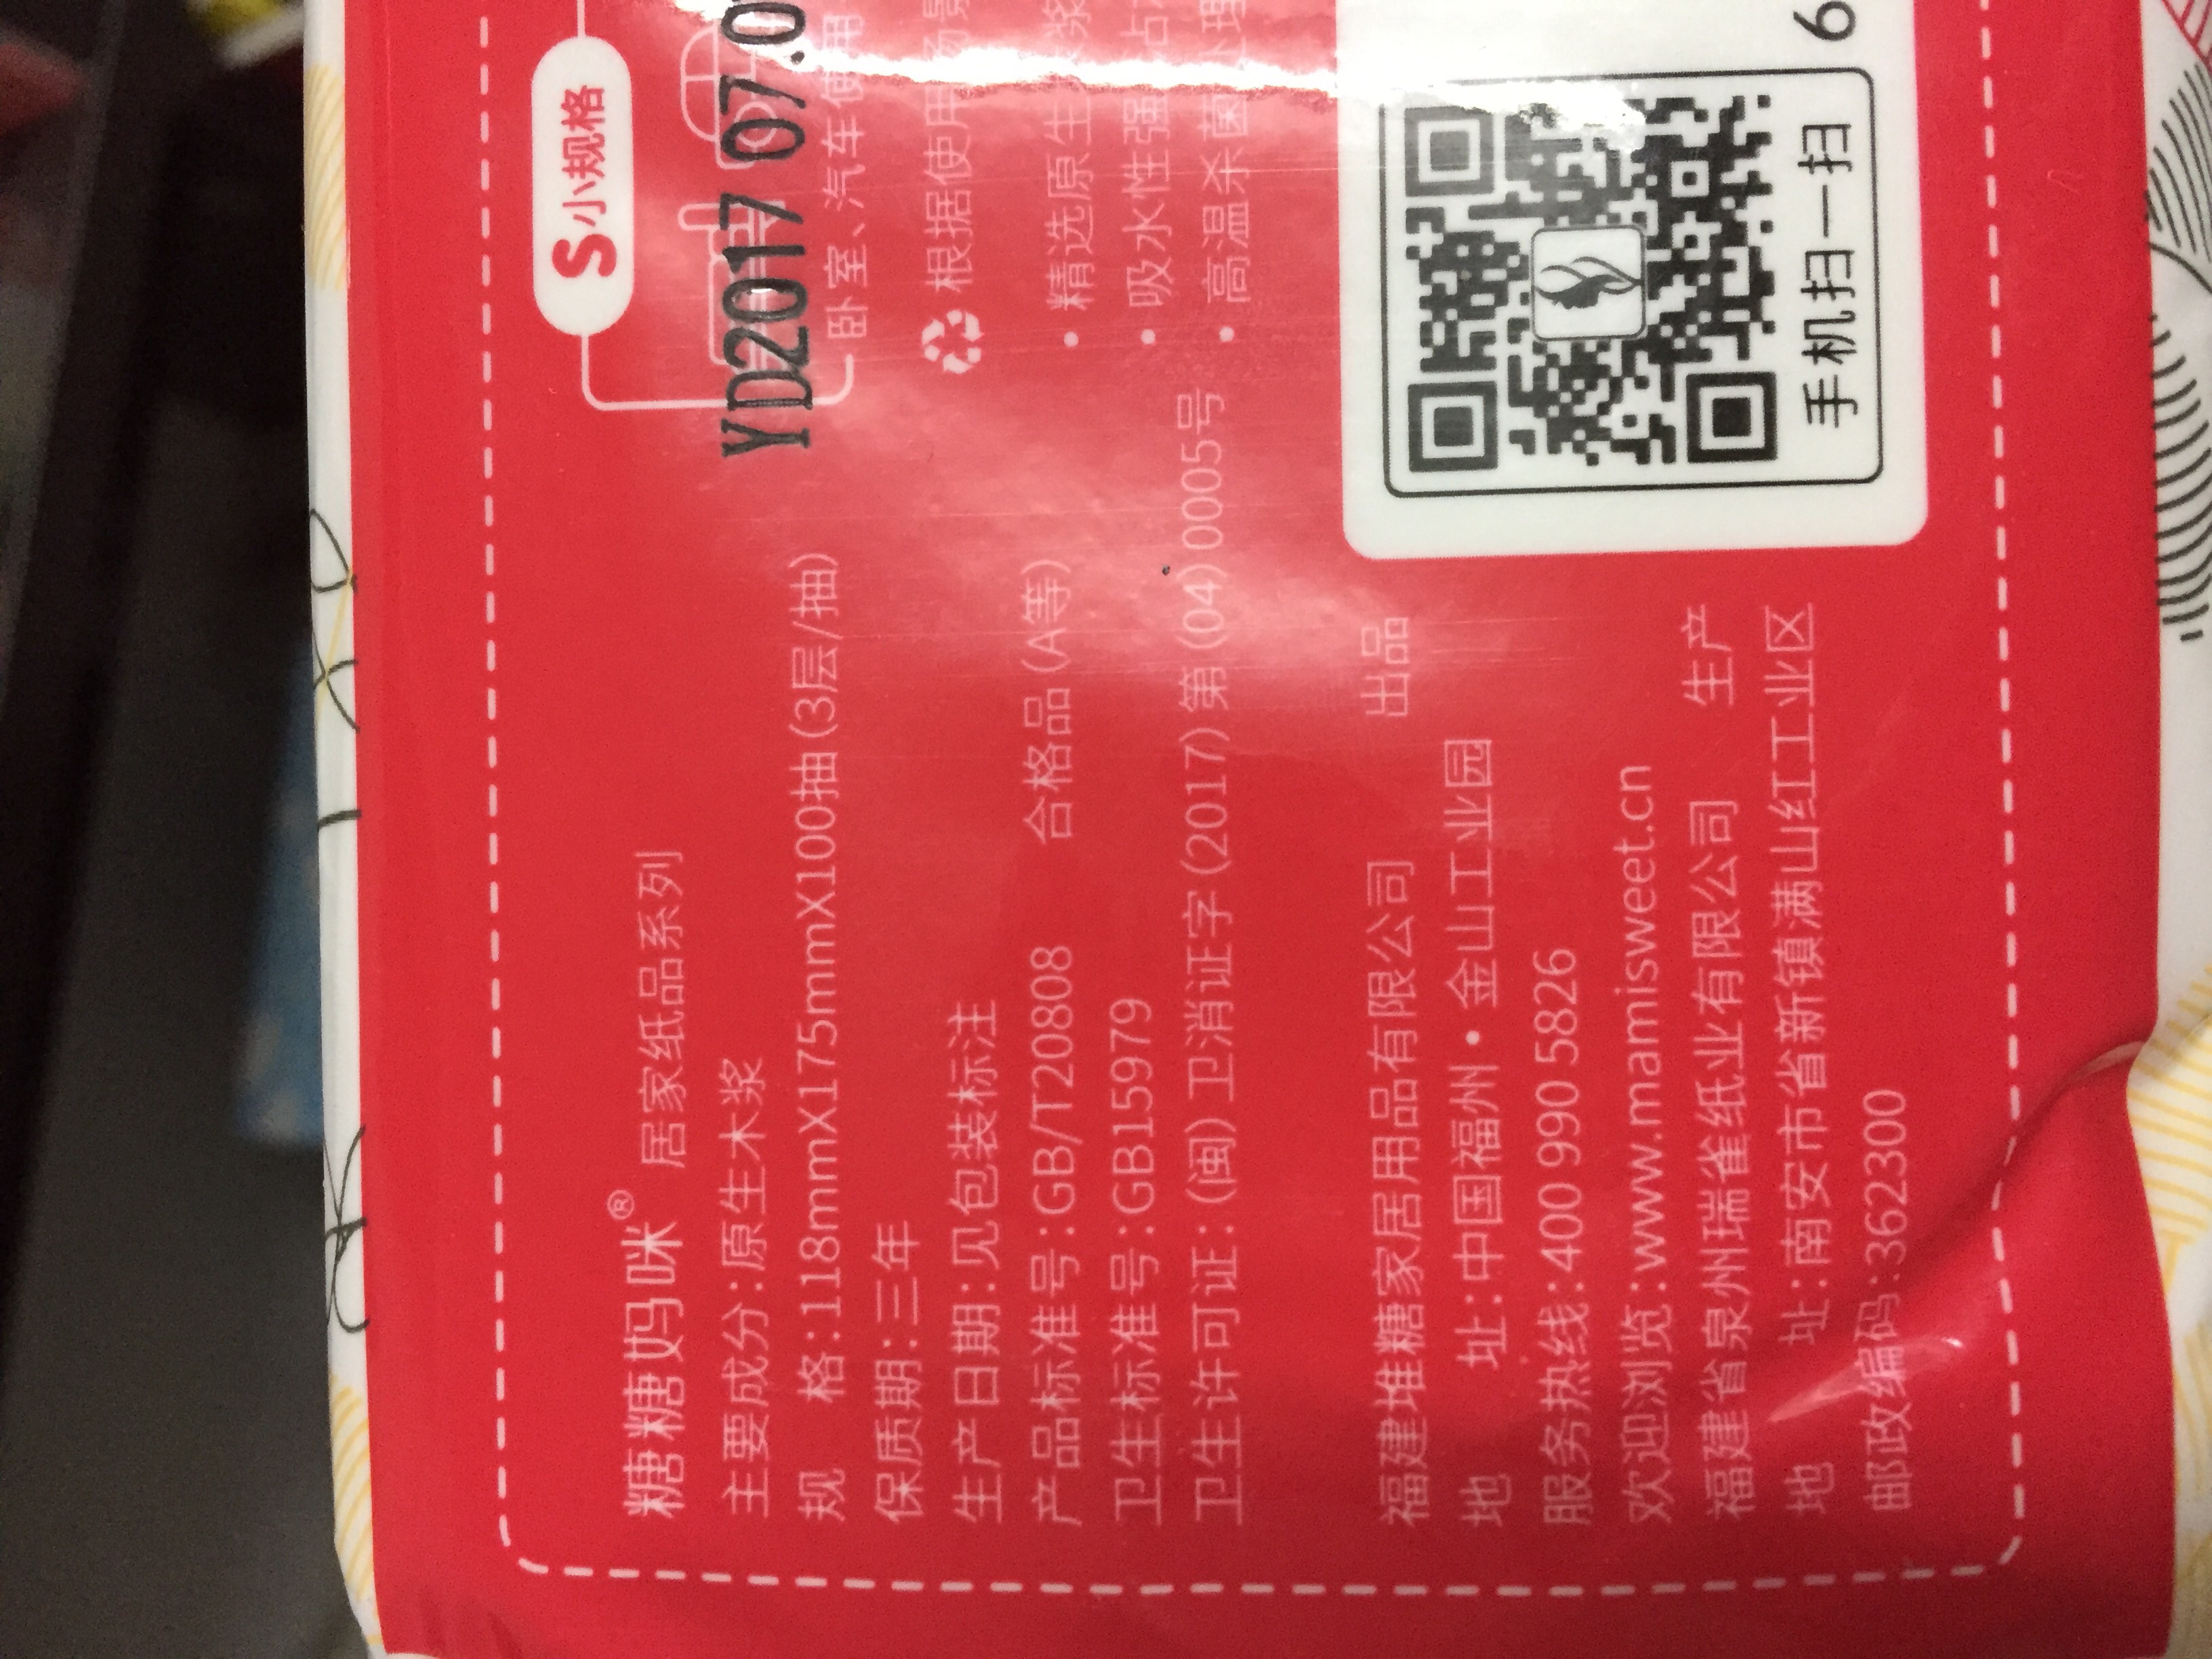 糖糖妈咪® 居家纸品系列
主要成分:原生木浆
规 格:118mmX175mmX100抽(3层/抽)
保质期:三年
生产日期:见包装标注
产品标准号:GB/T20808 合格品(A等)
卫生标准号:GB15979
卫生许可证:(闽)卫消证字(2017)第(04)0005号
福建堆糖家居用品有限公司 出品
地 址:中国福州·金山工业园
服务热线:400 990 5826
欢迎浏览:www.mamisweet.cn
福建省泉州瑞雀纸业有限公司 生产
地 址:南安市省新镇满山红工业区
邮政编码:362300
S小规格
YD2017 07.0
卧室、汽车使用
根据使用场景
·精选原生木浆
·吸水性强
·高温杀菌处理
手机扫一扫
6